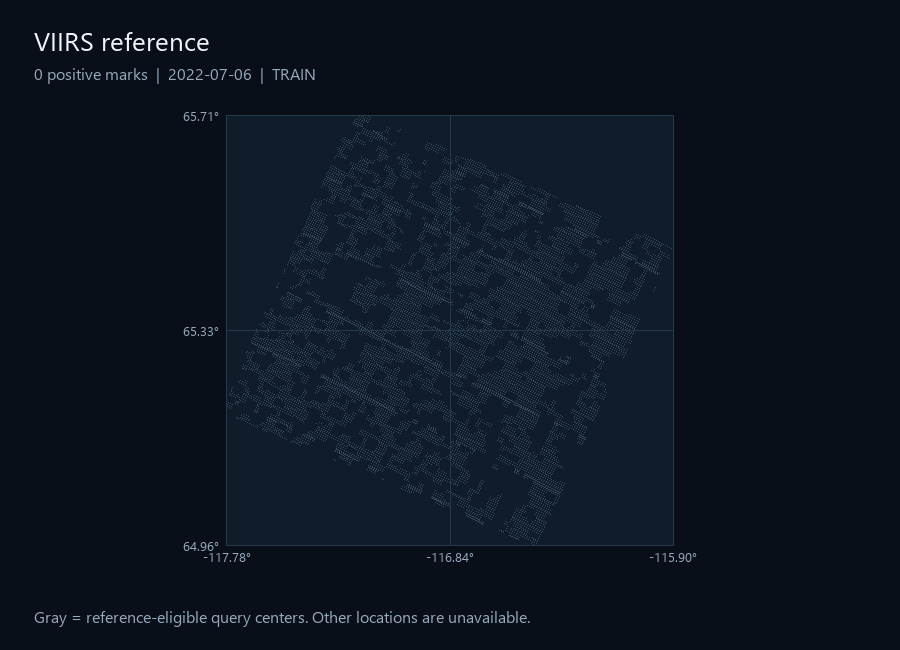 VIIRS reference
0 positive marks | 2022-07-06 | TRAIN
65.71°
65.33°
64.96°
-117.78°
-116.84°
-115.90°
Gray = reference-eligible query centers. Other locations are unavailable.